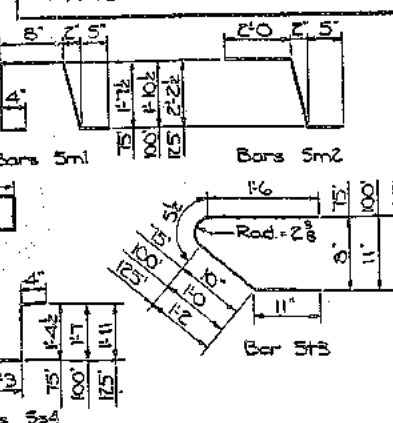 8" 2" 5"
2'-0 2" 5"
4"
1'-7½ 1'-10½ 2'-2½
75' 100' 125'
Bars 5m1
Bars 5m2
1'-6
75' 100'
5½
Rad. = 2⅜
8" 11"
75' 100' 125'
10" 1'-0 1'-2
11"
Bar 5t3
4"
1'-4½ 1'-7 1'-11
75' 100' 125'
5s4